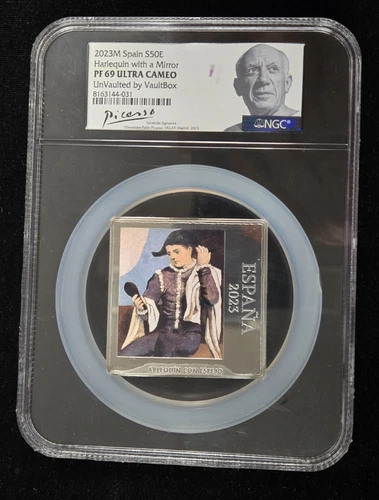 2023M Spain S50E
Harlequin with a Mirror
PF 69 ULTRA CAMEO
UnVaulted by VaultBox
8163144-031
Picasso
NGC®
ESPAÑA
2023
ARLEQUÍN CON ESPEJO